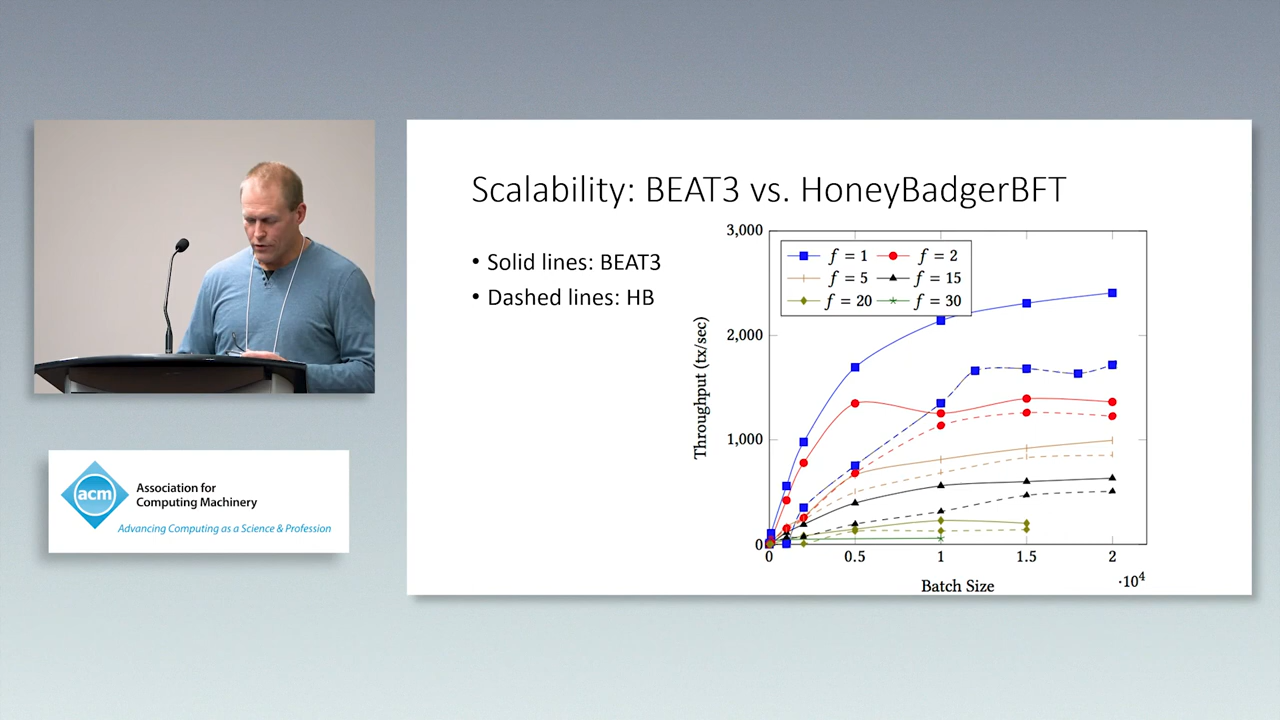 Scalability: BEAT3 vs. HoneyBadgerBFT
• Solid lines: BEAT3
• Dashed lines: HB
3,000
2,000
1,000
0
Throughput (tx/sec)
f = 1
f = 2
f = 5
f = 15
f = 20
f = 30
0
0.5
1
1.5
2
·10⁴
Batch Size
acm
Association for
Computing Machinery
Advancing Computing as a Science & Profession